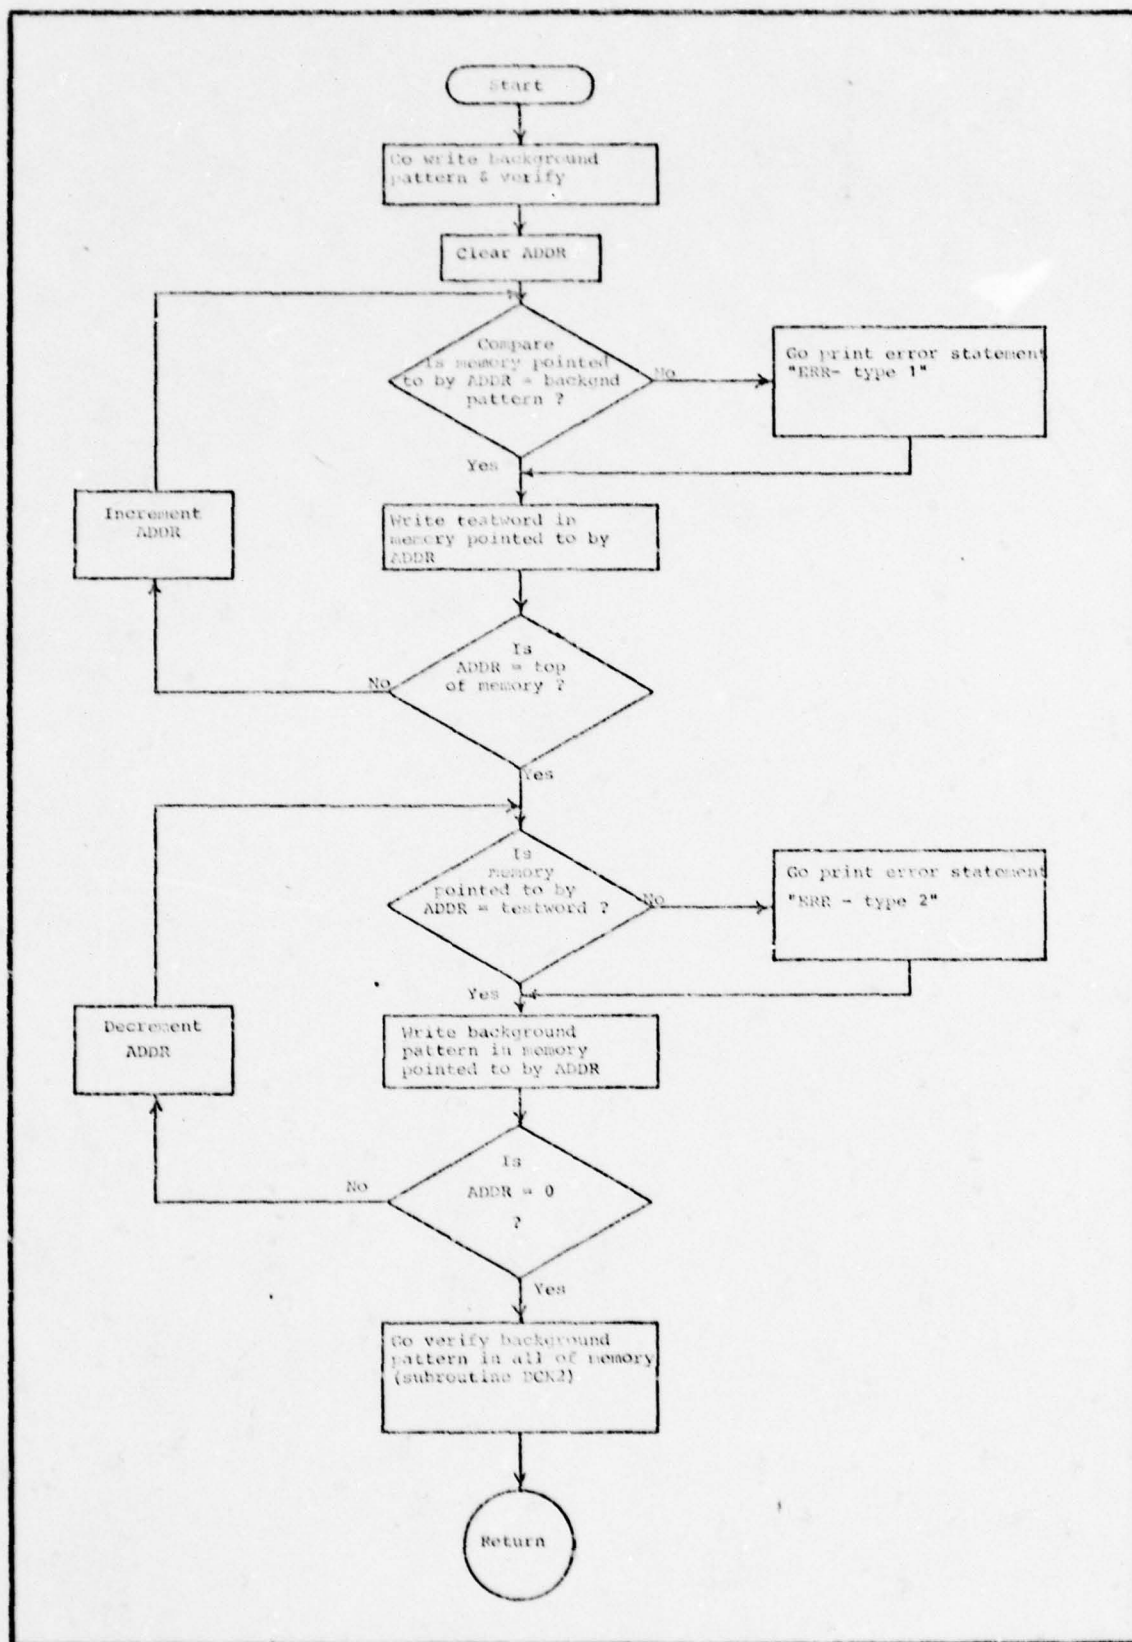 Start
Go write background
pattern & verify
Clear ADDR
Compare
Is memory pointed
to by ADDR = backend
pattern ?
No
Go print error statement
"ERR- type 1"
Yes
Increment
ADDR
Write testword in
memory pointed to by
ADDR
Is
ADDR = top
of memory ?
No
Yes
Is
memory
pointed to by
ADDR = testword ?
No
Go print error statement
"ERR - type 2"
Yes
Decrement
ADDR
Write background
pattern in memory
pointed to by ADDR
Is
ADDR = 0
?
No
Yes
Go verify background
pattern in all of memory
(subroutine
Return